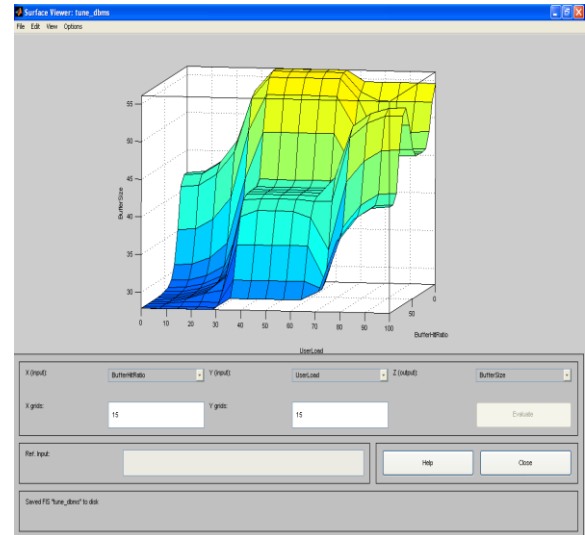 Surface Viewer: tune_dbms
File Edit View Options
55
50
45
40
35
30
BufferSize
0 10 20 30 40 50 60 70 80 90 100
UserLoad
50
0
BufferHitRatio
X (input): BufferHitRatio Y (input): UserLoad Z (output): BufferSize
X grids: 15 Y grids: 15 Evaluate
Ref. Input: Help Close
Saved FIS "tune_dbms" to disk